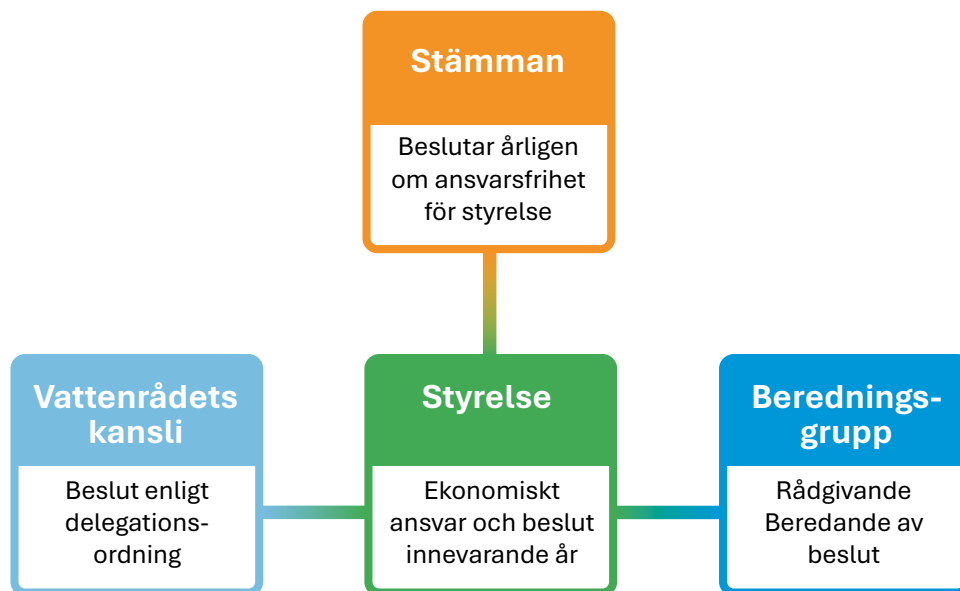 Stämman
Beslutar årligen
om ansvarsfrihet
för styrelse
Vattenrådets
kansli
Beslut enligt
delegations-
ordning
Styrelse
Ekonomiskt
ansvar och beslut
innevarande år
Berednings-
grupp
Rådgivande
Beredande av
beslut